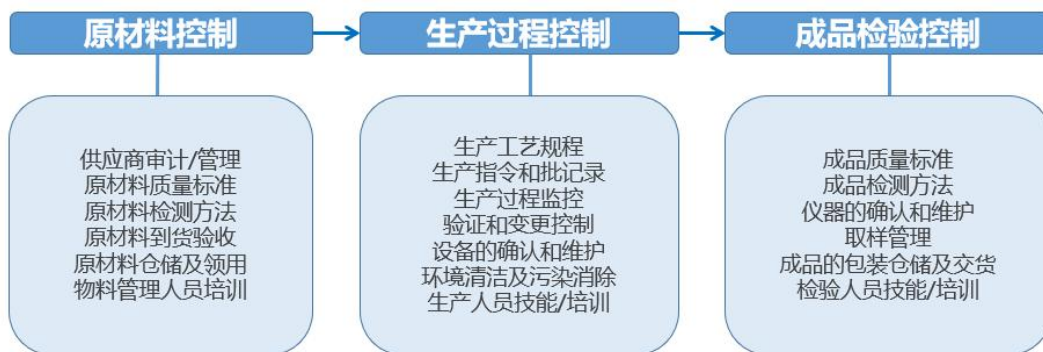 原材料控制
生产过程控制
成品检验控制
供应商审计/管理
原材料质量标准
原材料检测方法
原材料到货验收
原材料仓储及领用
物料管理人员培训
生产工艺规程
生产指令和批记录
生产过程监控
验证和变更控制
设备的确认和维护
环境清洁及污染消除
生产人员技能/培训
成品质量标准
成品检测方法
仪器的确认和维护
取样管理
成品的包装仓储及交货
检验人员技能/培训